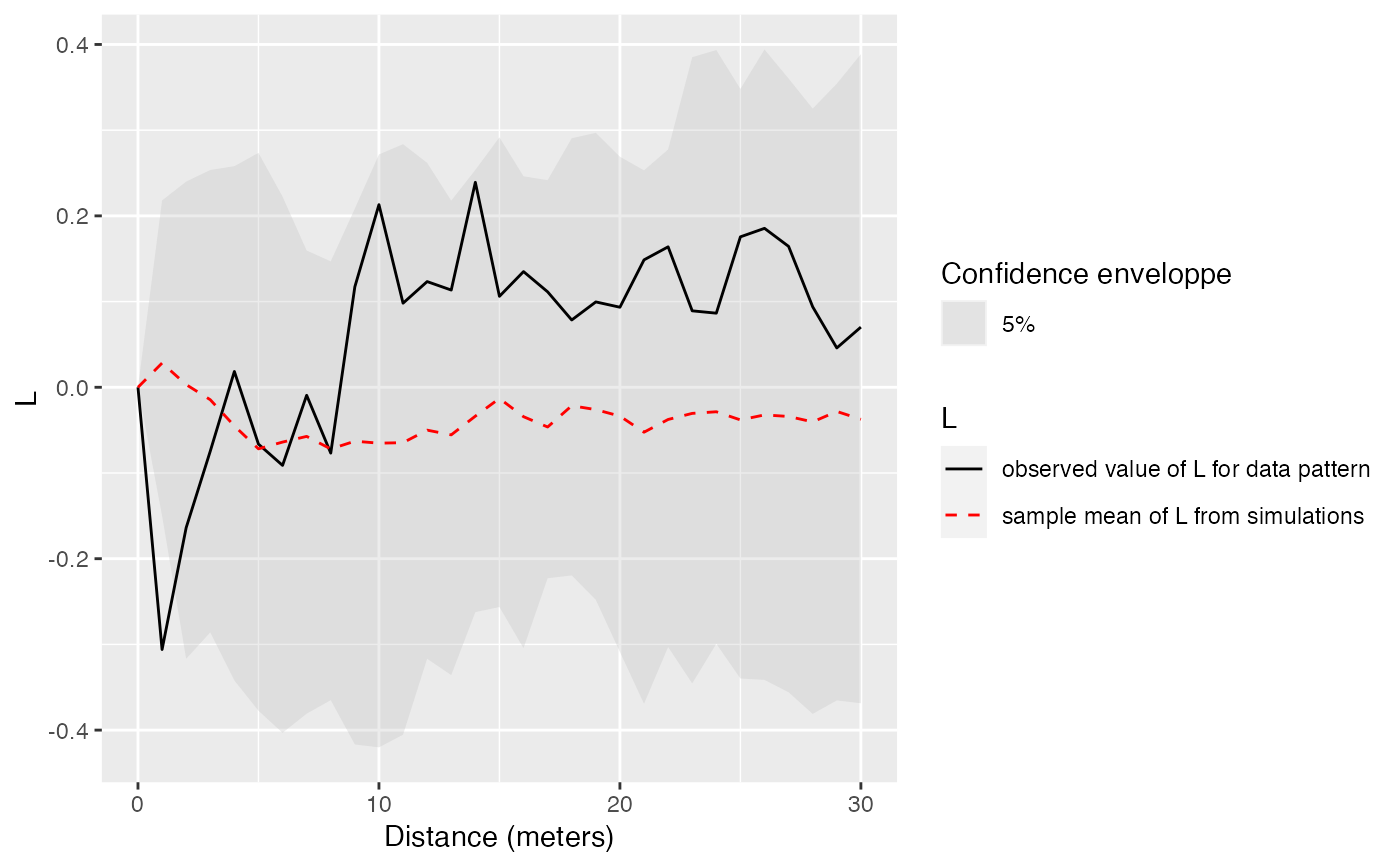 0.4
0.2
0.0
-0.2
-0.4
L
0
10
20
30
Distance (meters)
Confidence enveloppe
5%
L
observed value of L for data pattern
sample mean of L from simulations